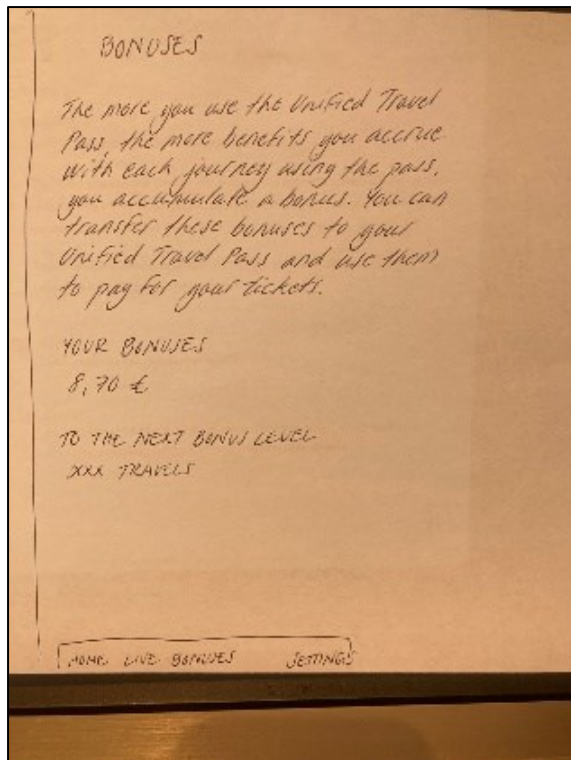 BONUSES
The more you use the Unified Travel
Pass, the more benefits you accrue
with each journey using the pass,
you accumulate a bonus. You can
transfer these bonuses to your
Unified Travel Pass and use them
to pay for your tickets.
YOUR BONUSES
8,70 €
TO THE NEXT BONUS LEVEL
XXX TRAVELS
HOME LIVE BONUSES SETTINGS